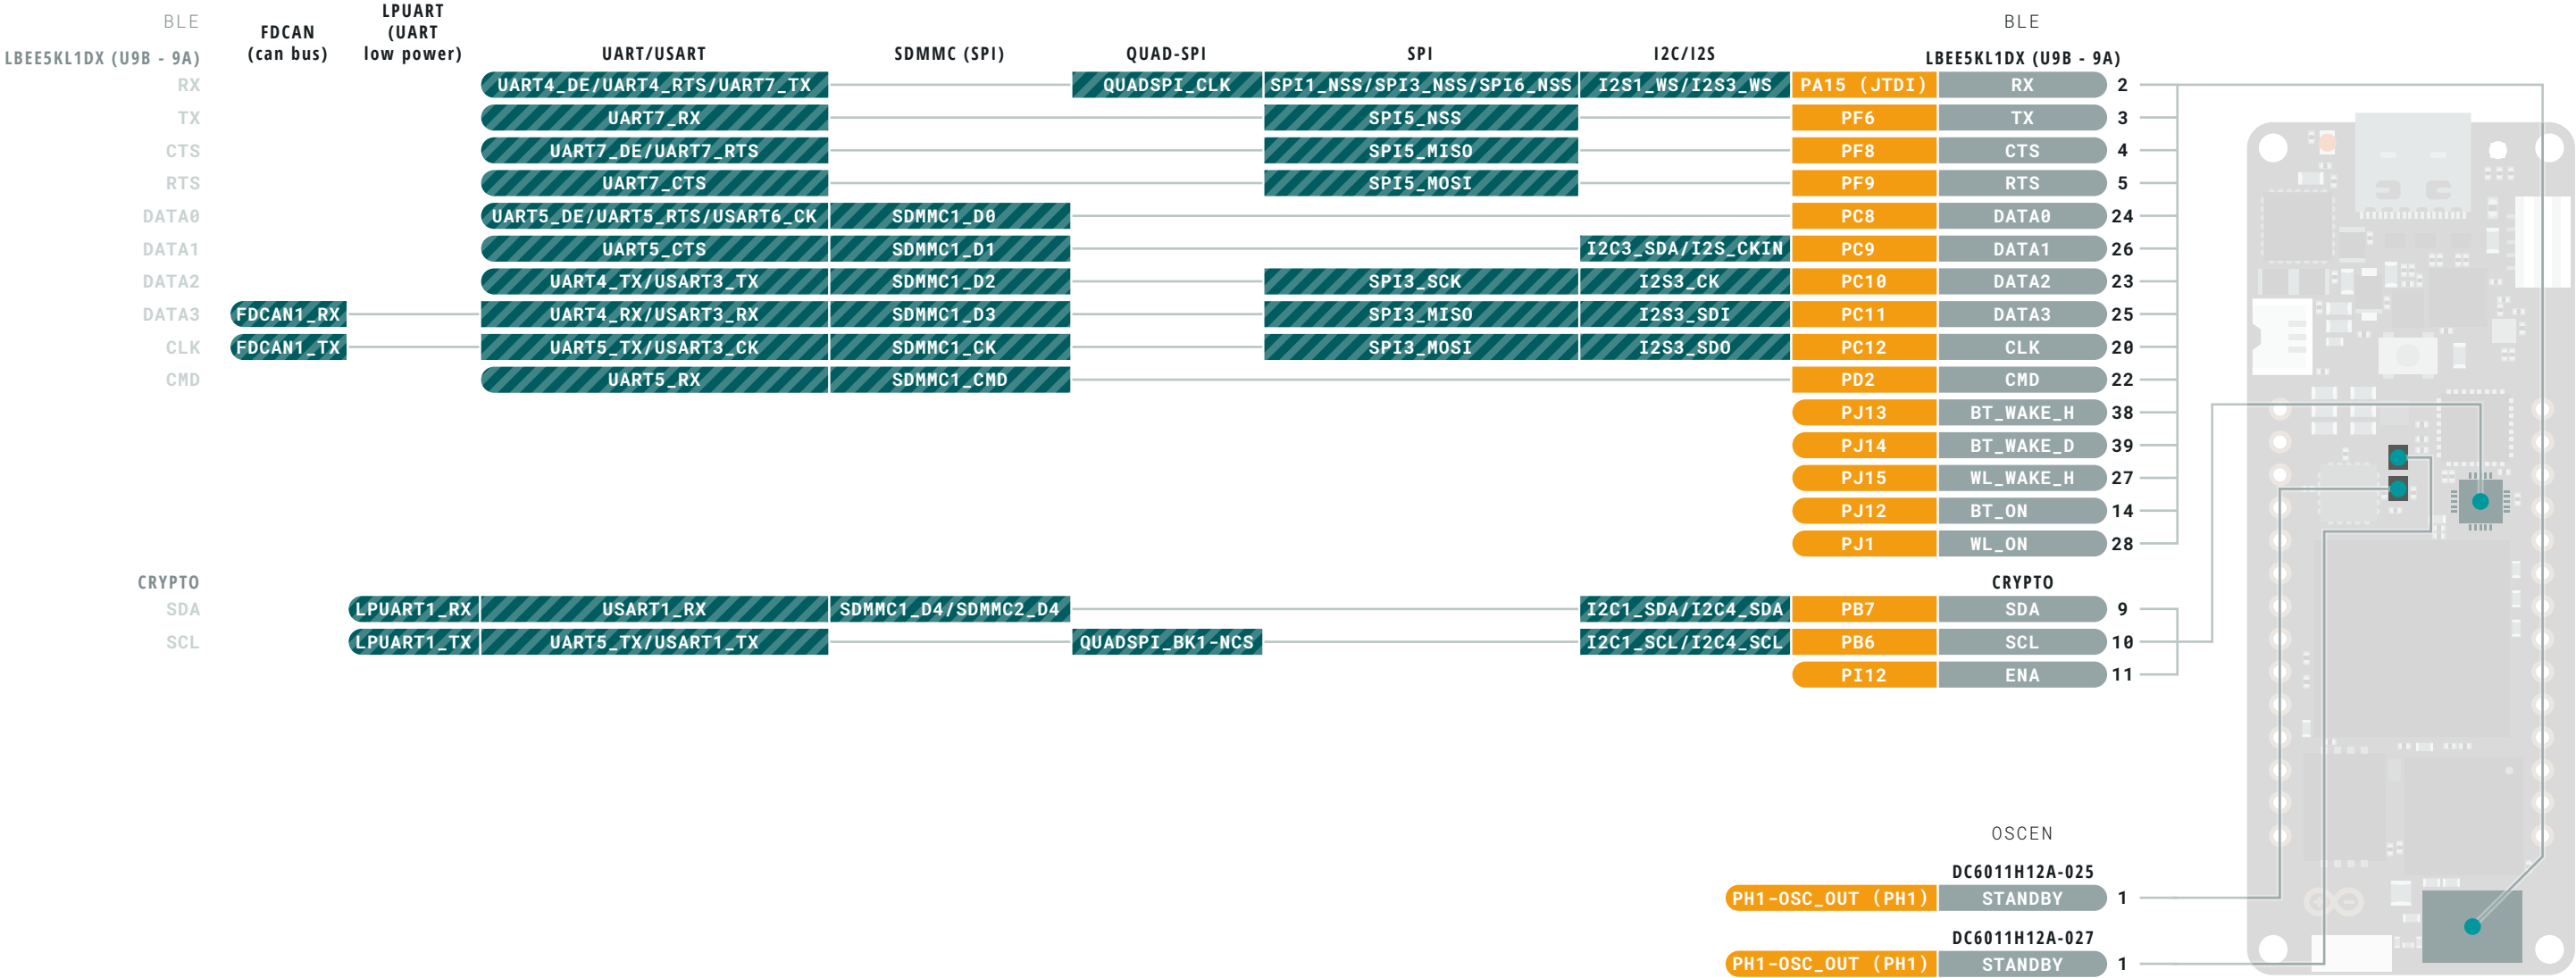 BLE
LBEE5KL1DX (U9B - 9A)
FDCAN
(can bus)
LPUART
(UART
low power)
UART/USART
SDMMC (SPI)
QUAD-SPI
SPI
I2C/I2S
BLE
LBEE5KL1DX (U9B - 9A)
RX UART4_DE/UART4_RTS/UART7_TX QUADSPI_CLK SPI1_NSS/SPI3_NSS/SPI6_NSS I2S1_WS/I2S3_WS PA15 (JTDI) RX 2
TX UART7_RX SPI5_NSS PF6 TX 3
CTS UART7_DE/UART7_RTS SPI5_MISO PF8 CTS 4
RTS UART7_CTS SPI5_MOSI PF9 RTS 5
DATA0 UART5_DE/UART5_RTS/USART6_CK SDMMC1_D0 PC8 DATA0 24
DATA1 UART5_CTS SDMMC1_D1 I2C3_SDA/I2S_CKIN PC9 DATA1 26
DATA2 UART4_TX/USART3_TX SDMMC1_D2 SPI3_SCK I2S3_CK PC10 DATA2 23
DATA3 FDCAN1_RX UART4_RX/USART3_RX SDMMC1_D3 SPI3_MISO I2S3_SDI PC11 DATA3 25
CLK FDCAN1_TX UART5_TX/USART3_CK SDMMC1_CK SPI3_MOSI I2S3_SDO PC12 CLK 20
CMD UART5_RX SDMMC1_CMD PD2 CMD 22
PJ13 BT_WAKE_H 38
PJ14 BT_WAKE_D 39
PJ15 WL_WAKE_H 27
PJ12 BT_ON 14
PJ1 WL_ON 28
CRYPTO CRYPTO
SDA LPUART1_RX USART1_RX SDMMC1_D4/SDMMC2_D4 I2C1_SDA/I2C4_SDA PB7 SDA 9
SCL LPUART1_TX UART5_TX/USART1_TX QUADSPI_BK1-NCS I2C1_SCL/I2C4_SCL PB6 SCL 10
PI12 ENA 11
OSCEN
DC6011H12A-025
PH1-OSC_OUT (PH1) STANDBY 1
DC6011H12A-027
PH1-OSC_OUT (PH1) STANDBY 1